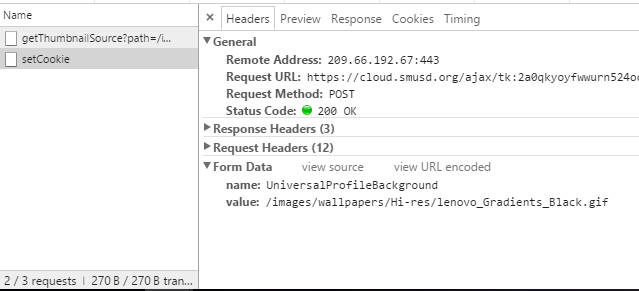 Name
getThumbnailSource?path=/i...
setCookie
2 / 3 requests | 270 B / 270 B tran...
× Headers Preview Response Cookies Timing
▼ General
Remote Address: 209.66.192.67:443
Request URL: https://cloud.smusd.org/ajax/tk:2a0qkyoyfwwurn524o
Request Method: POST
Status Code: 200 OK
▶ Response Headers (3)
▶ Request Headers (12)
▼ Form Data view source view URL encoded
name: UniversalProfileBackground
value: /images/wallpapers/Hi-res/lenovo_Gradients_Black.gif